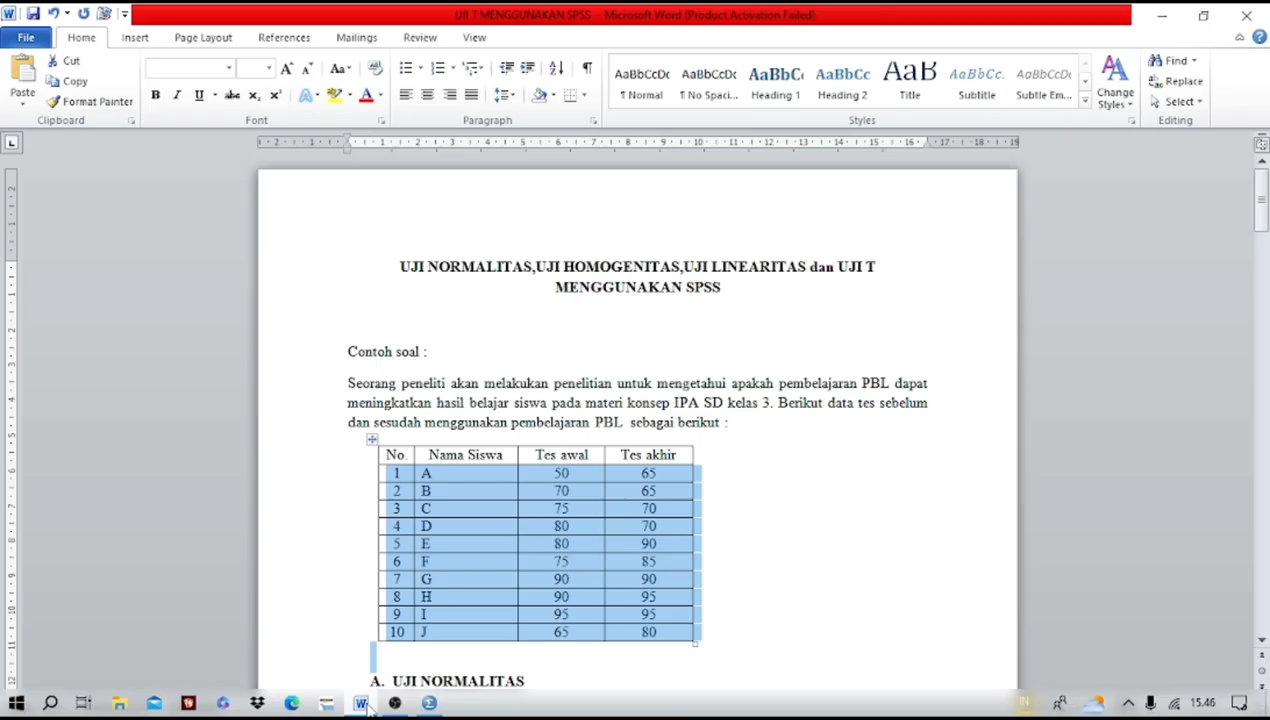 UJI T MENGGUNAKAN SPSS - Microsoft Word (Product Activation Failed)
File Home Insert Page Layout References Mailings Review View
Cut
Copy
Format Painter
Paste
Clipboard
Font
Paragraph
AaBbCcDc AaBbCcDc AaBbC AaBbCc AaB AaBbCc. AaBbCcDc
¶ Normal ¶ No Spaci... Heading 1 Heading 2 Title Subtitle Subtle Em...
Change
Styles
Styles
Find
Replace
Select
Editing
UJI NORMALITAS,UJI HOMOGENITAS,UJI LINEARITAS dan UJI T
MENGGUNAKAN SPSS
Contoh soal :
Seorang peneliti akan melakukan penelitian untuk mengetahui apakah pembelajaran PBL dapat
meningkatkan hasil belajar siswa pada materi konsep IPA SD kelas 3. Berikut data tes sebelum
dan sesudah menggunakan pembelajaran PBL sebagai berikut :
No. Nama Siswa Tes awal Tes akhir
1 A 50 65
2 B 70 65
3 C 75 70
4 D 80 70
5 E 80 90
6 F 75 85
7 G 90 90
8 H 90 95
9 I 95 95
10 J 65 80
A. UJI NORMALITAS
IN 15.46